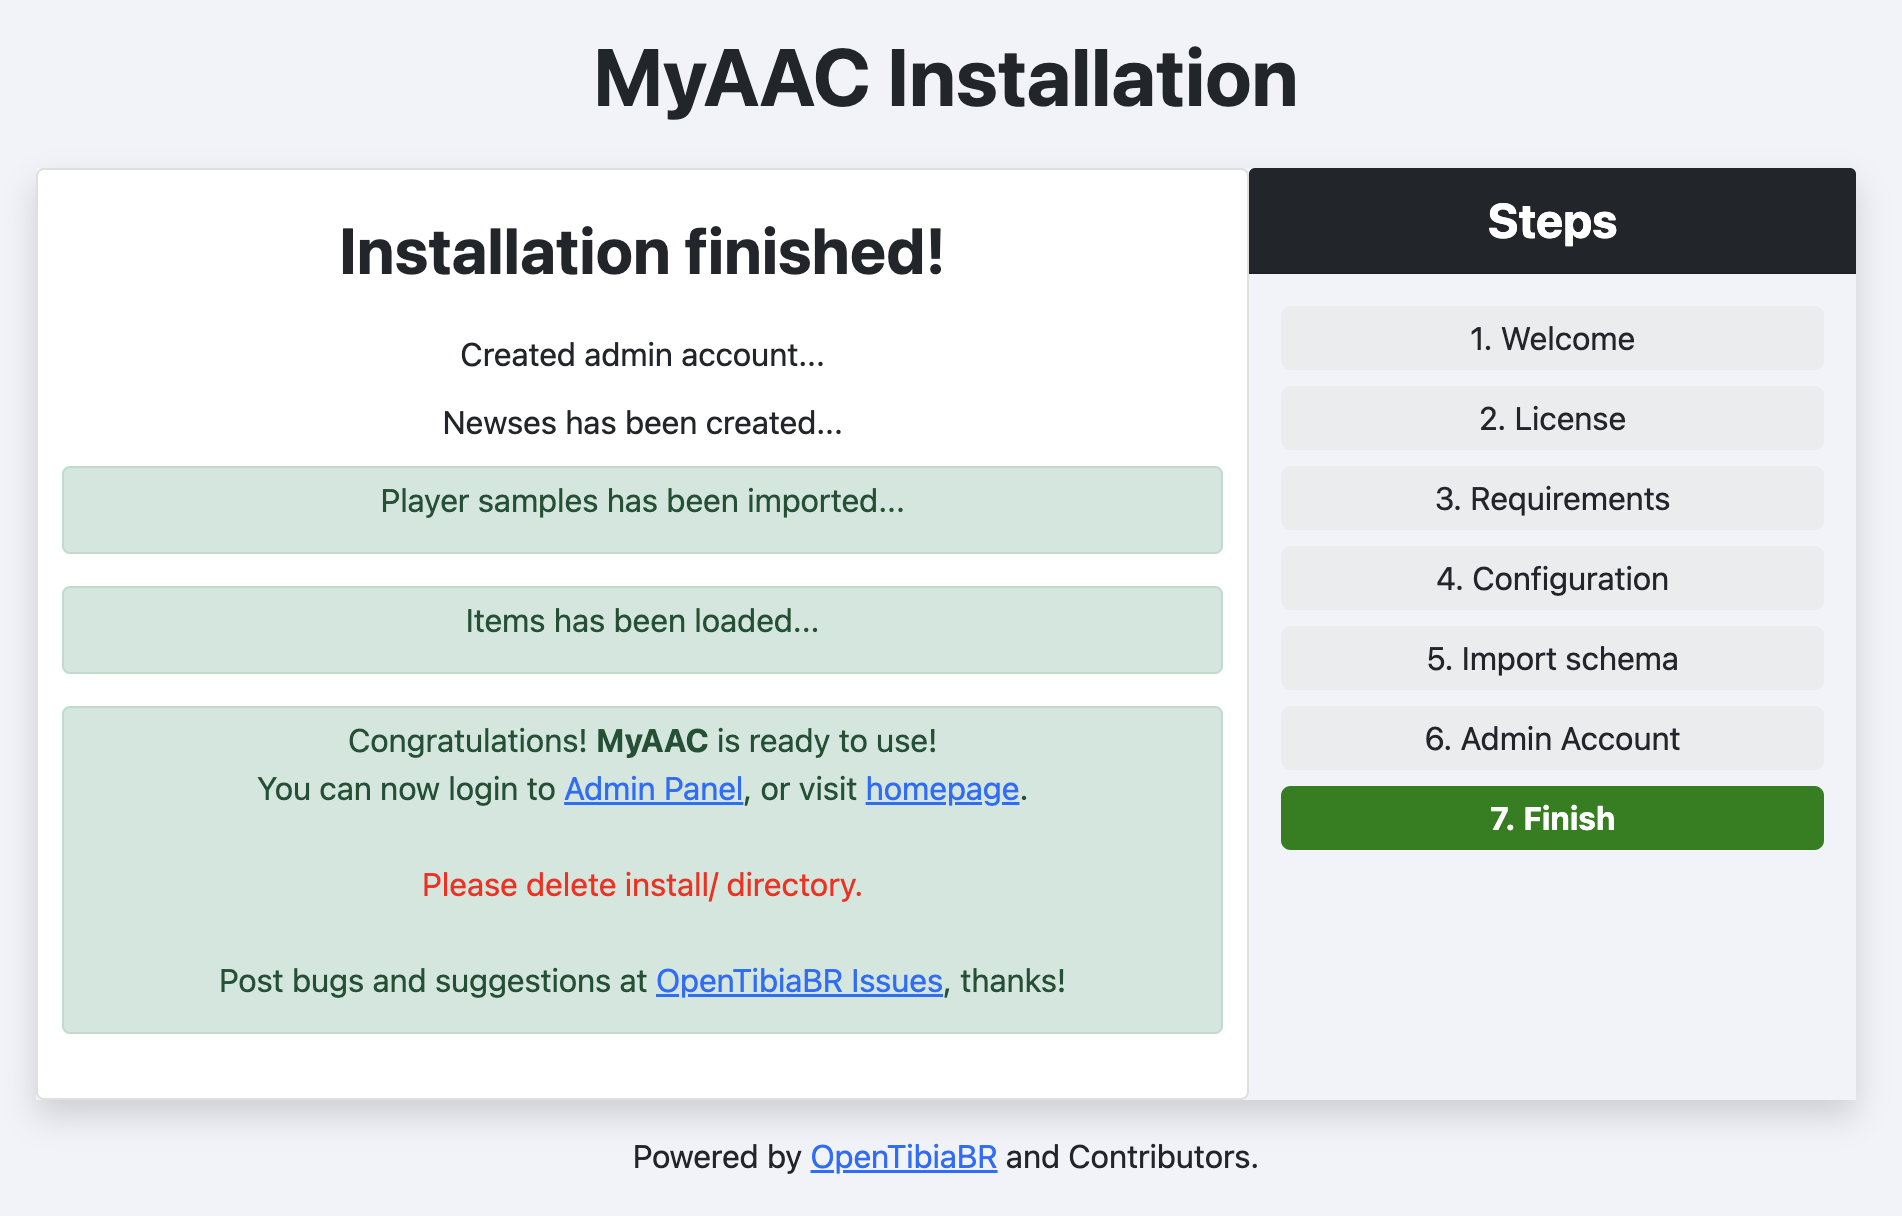 MyAAC Installation
Installation finished!
Created admin account...
Newses has been created...
Player samples has been imported...
Items has been loaded...
Congratulations! MyAAC is ready to use!
You can now login to Admin Panel, or visit homepage.
Please delete install/ directory.
Post bugs and suggestions at OpenTibiaBR Issues, thanks!
Steps
1. Welcome
2. License
3. Requirements
4. Configuration
5. Import schema
6. Admin Account
7. Finish
Powered by OpenTibiaBR and Contributors.